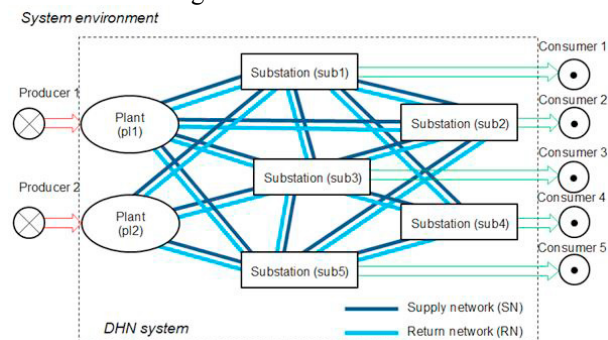 System environment
Consumer 1
Substation (sub1)
Producer 1
Consumer 2
Plant
(pl1)
Substation (sub2)
Consumer 3
Substation (sub3)
Producer 2
Consumer 4
Plant
(pl2)
Substation (sub4)
Consumer 5
Substation (sub5)
Supply network (SN)
DHN system
Return network (RN)